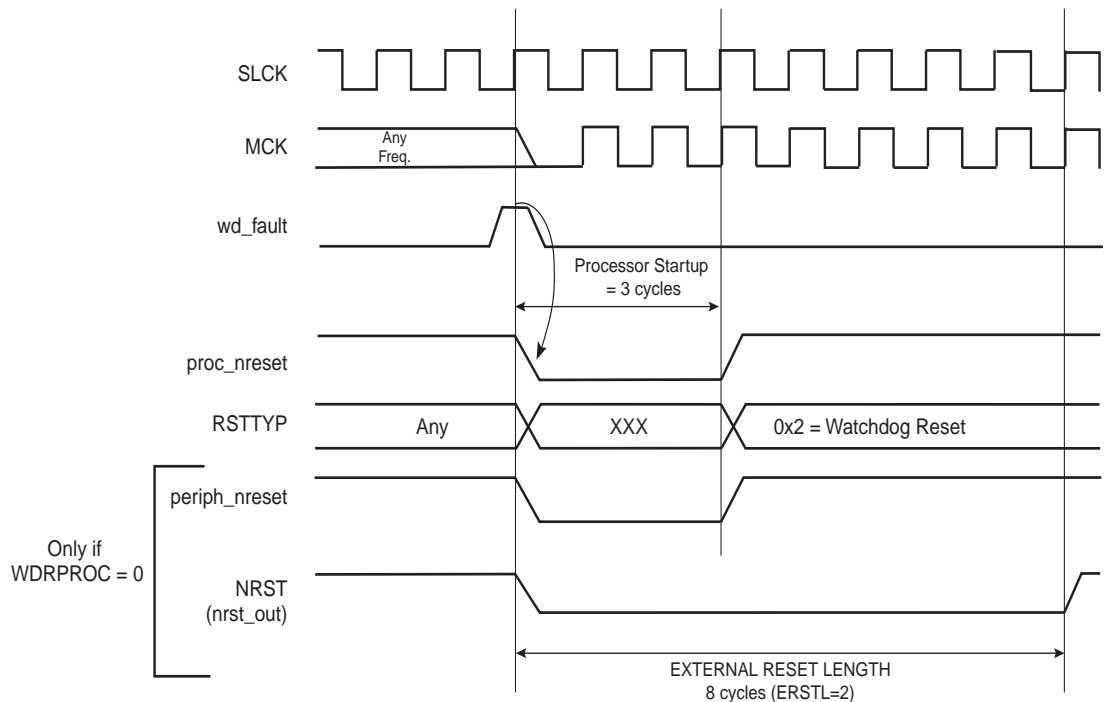 SLCK
MCK
Any
Freq.
wd_fault
Processor Startup
= 3 cycles
proc_nreset
RSTTYP
Any
XXX
0x2 = Watchdog Reset
periph_nreset
Only if
WDRPROC = 0
NRST
(nrst_out)
EXTERNAL RESET LENGTH
8 cycles (ERSTL=2)